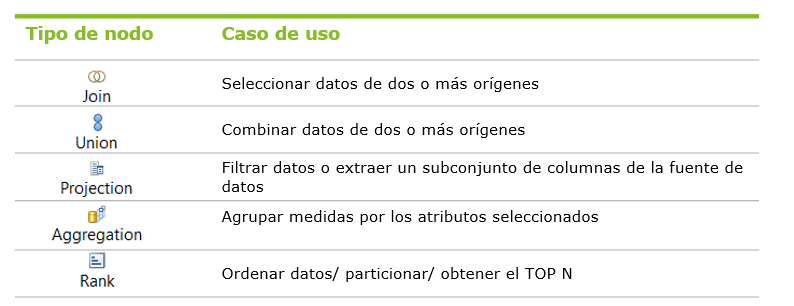 Tipo de nodo Caso de uso
Join Seleccionar datos de dos o más orígenes
Union Combinar datos de dos o más orígenes
Projection Filtrar datos o extraer un subconjunto de columnas de la fuente de
datos
Aggregation Agrupar medidas por los atributos seleccionados
Rank Ordenar datos/ particionar/ obtener el TOP N